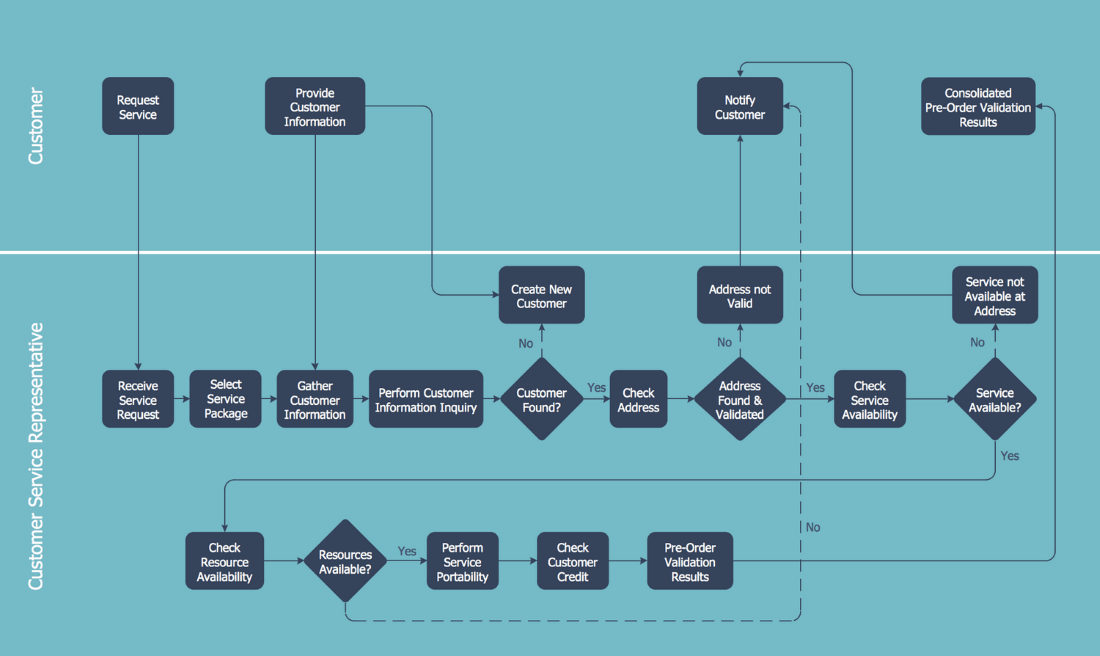 Customer
Request
Service
Provide
Customer
Information
Notify
Customer
Consolidated
Pre-Order Validation
Results
Customer Service Representative
Create New
Customer
Address not
Valid
Service not
Available at
Address
No
No
No
Receive
Service
Request
Select
Service
Package
Gather
Customer
Information
Perform Customer
Information Inquiry
Customer
Found?
Yes
Check
Address
Address
Found &
Validated
Yes
Check
Service
Availability
Service
Available?
Yes
Check
Resource
Availability
Resources
Available?
Yes
Perform
Service
Portability
Check
Customer
Credit
Pre-Order
Validation
Results
No